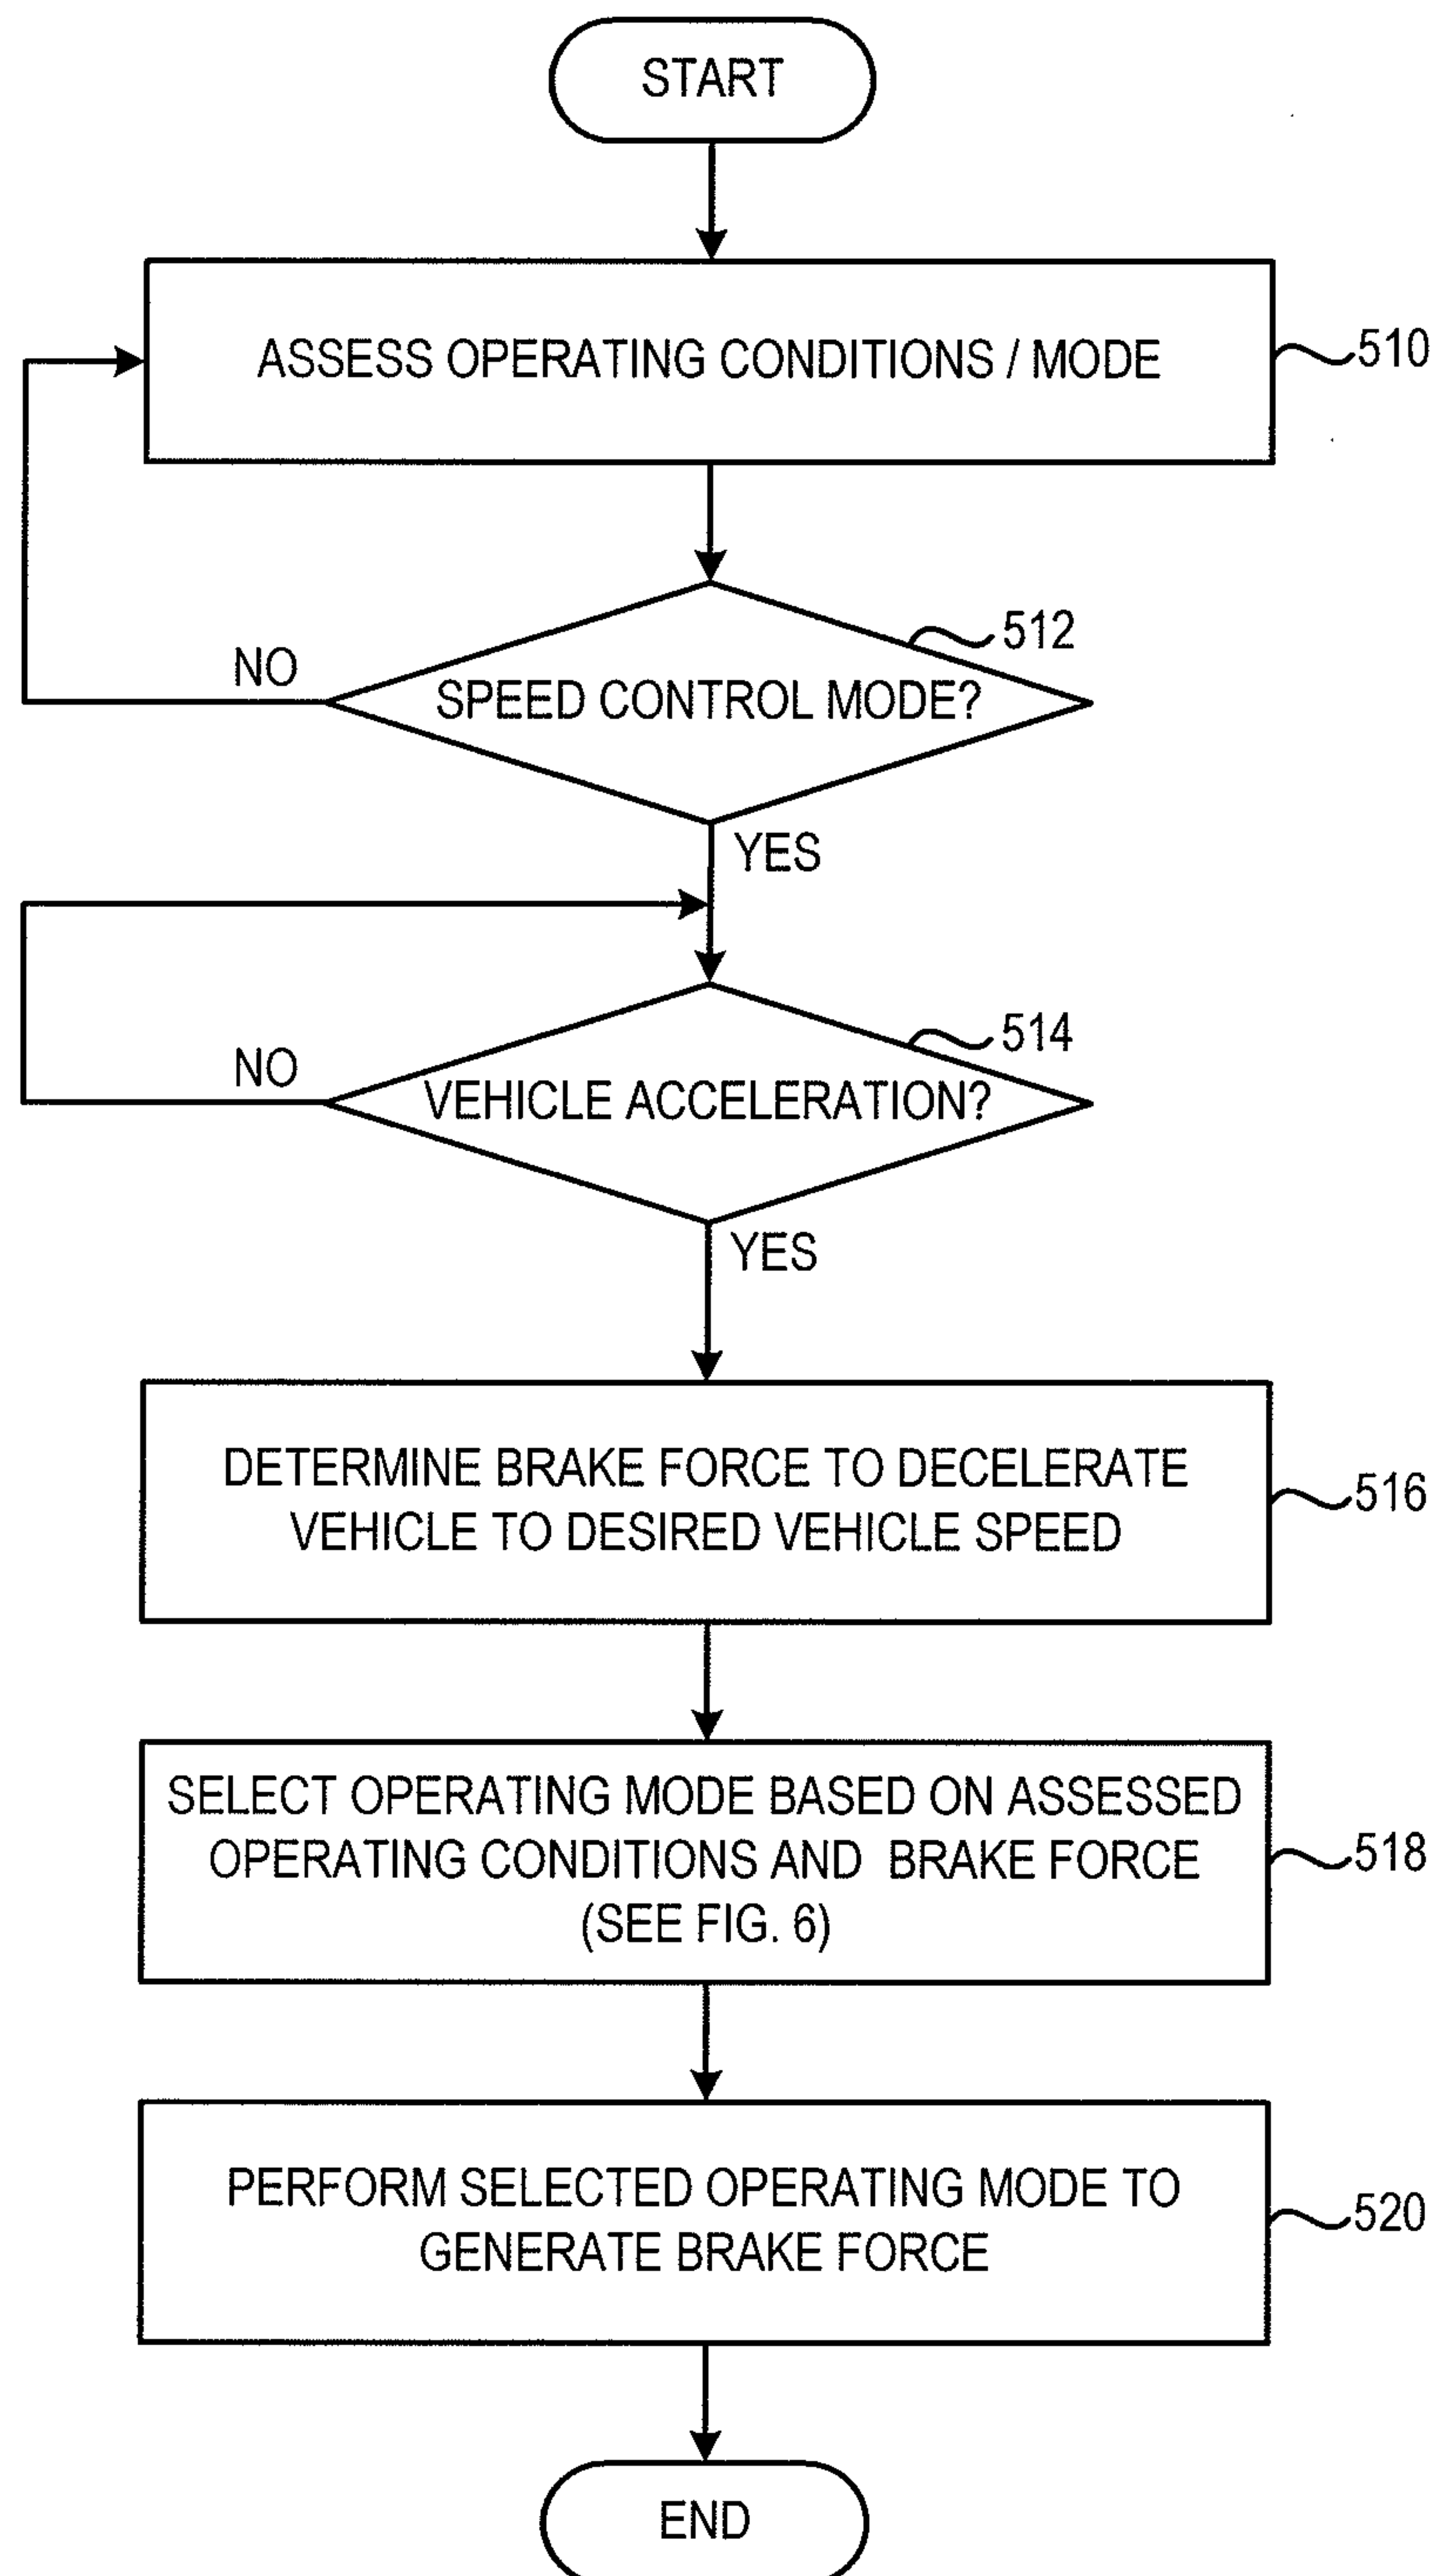 START
ASSESS OPERATING CONDITIONS / MODE
510
512
NO
SPEED CONTROL MODE?
YES
514
NO
VEHICLE ACCELERATION?
YES
DETERMINE BRAKE FORCE TO DECELERATE
VEHICLE TO DESIRED VEHICLE SPEED
516
SELECT OPERATING MODE BASED ON ASSESSED
OPERATING CONDITIONS AND BRAKE FORCE
(SEE FIG. 6)
518
PERFORM SELECTED OPERATING MODE TO
GENERATE BRAKE FORCE
520
END